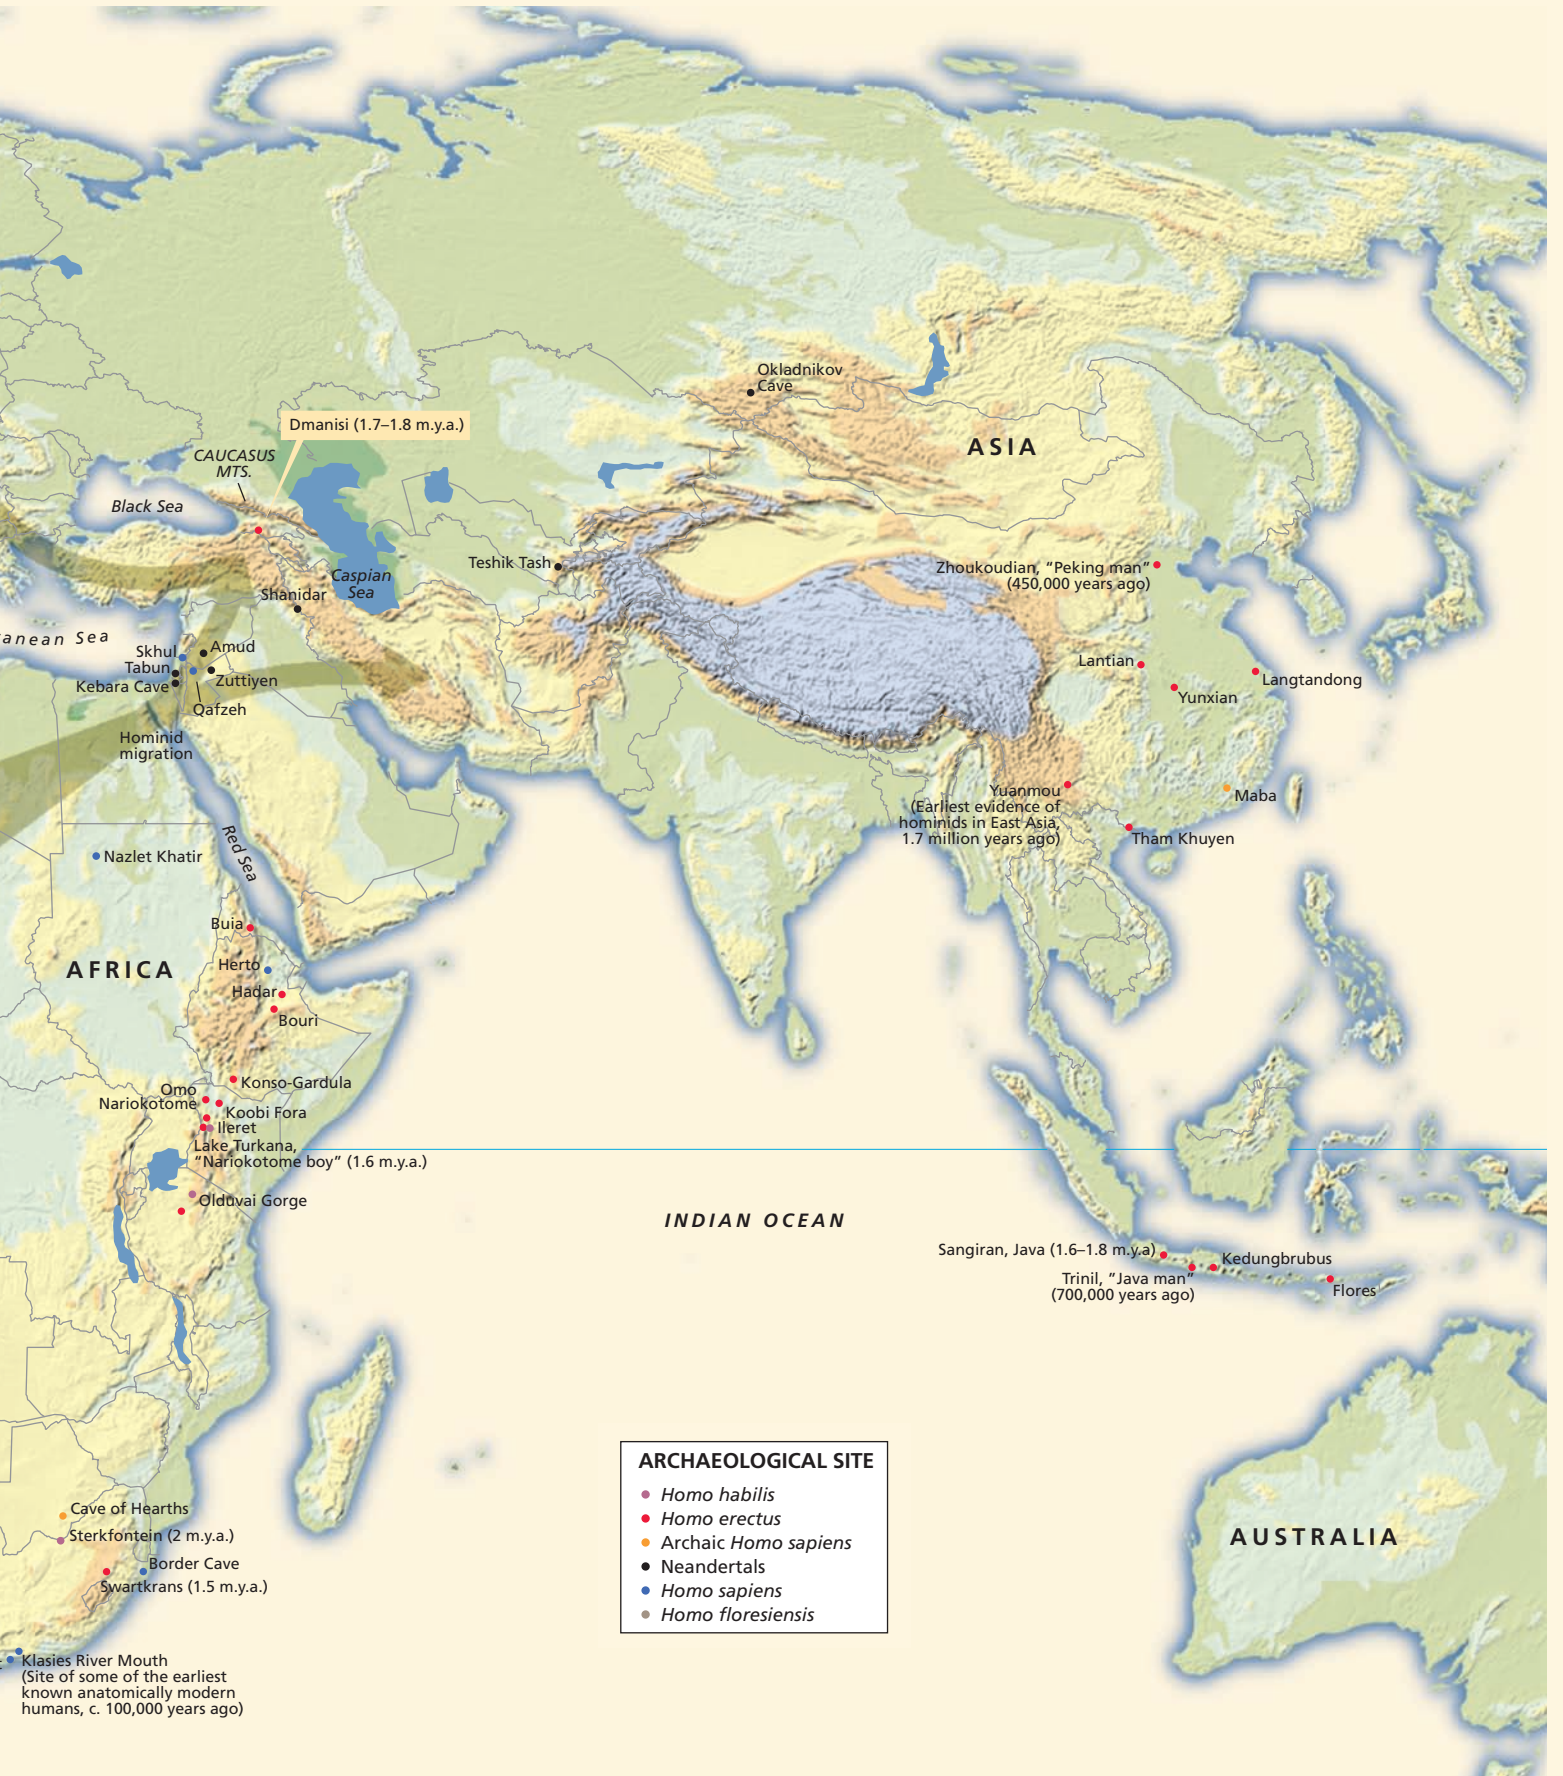 Okladnikov
Cave
Dmanisi (1.7–1.8 m.y.a.)
ASIA
CAUCASUS
MTS.
Black Sea
Teshik Tash
Zhoukoudian, “Peking man”
(450,000 years ago)
Caspian
Sea
Shanidar
anean Sea
Skhul
Amud
Tabun
Kebara Cave
Zuttiyen
Qafzeh
Lantian
Langtandong
Yunxian
Hominid
migration
Yuanmou
(Earliest evidence of
hominids in East Asia,
1.7 million years ago)
Maba
Tham Khuyen
Red Sea
Nazlet Khatir
Buia
AFRICA
Herto
Hadar
Bouri
Konso-Gardula
Omo
Nariokotome
Koobi Fora
Ileret
Lake Turkana,
“Nariokotome boy” (1.6 m.y.a.)
Olduvai Gorge
INDIAN OCEAN
Sangiran, Java (1.6–1.8 m.y.a)
Kedungbrubus
Trinil, “Java man”
(700,000 years ago)
Flores
ARCHAEOLOGICAL SITE
Homo habilis
Homo erectus
Archaic Homo sapiens
Neandertals
Homo sapiens
Homo floresiensis
AUSTRALIA
Cave of Hearths
Sterkfontein (2 m.y.a.)
Border Cave
Swartkrans (1.5 m.y.a.)
Klasies River Mouth
(Site of some of the earliest
known anatomically modern
humans, c. 100,000 years ago)